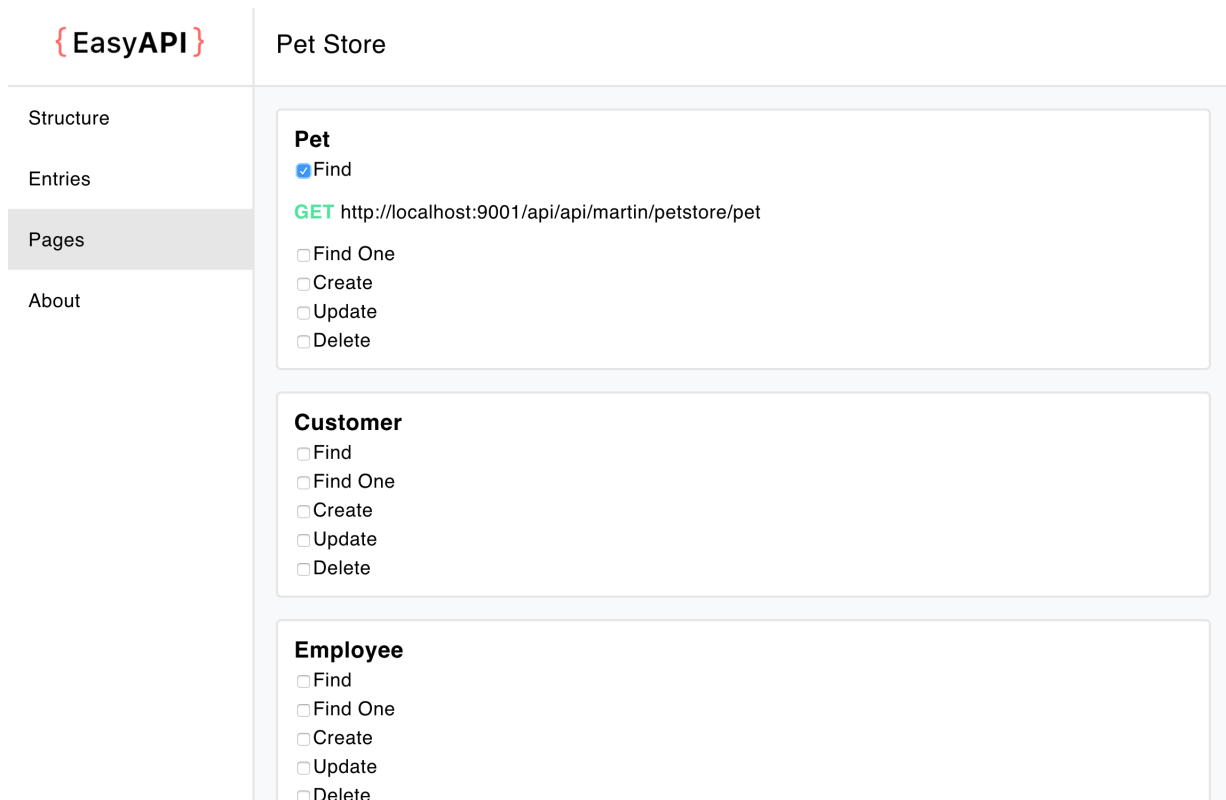 {EasyAPI}
Pet Store
Structure
Entries
Pages
About
Pet
Find
GET http://localhost:9001/api/api/martin/petstore/pet
Find One
Create
Update
Delete
Customer
Find
Find One
Create
Update
Delete
Employee
Find
Find One
Create
Update
Delete